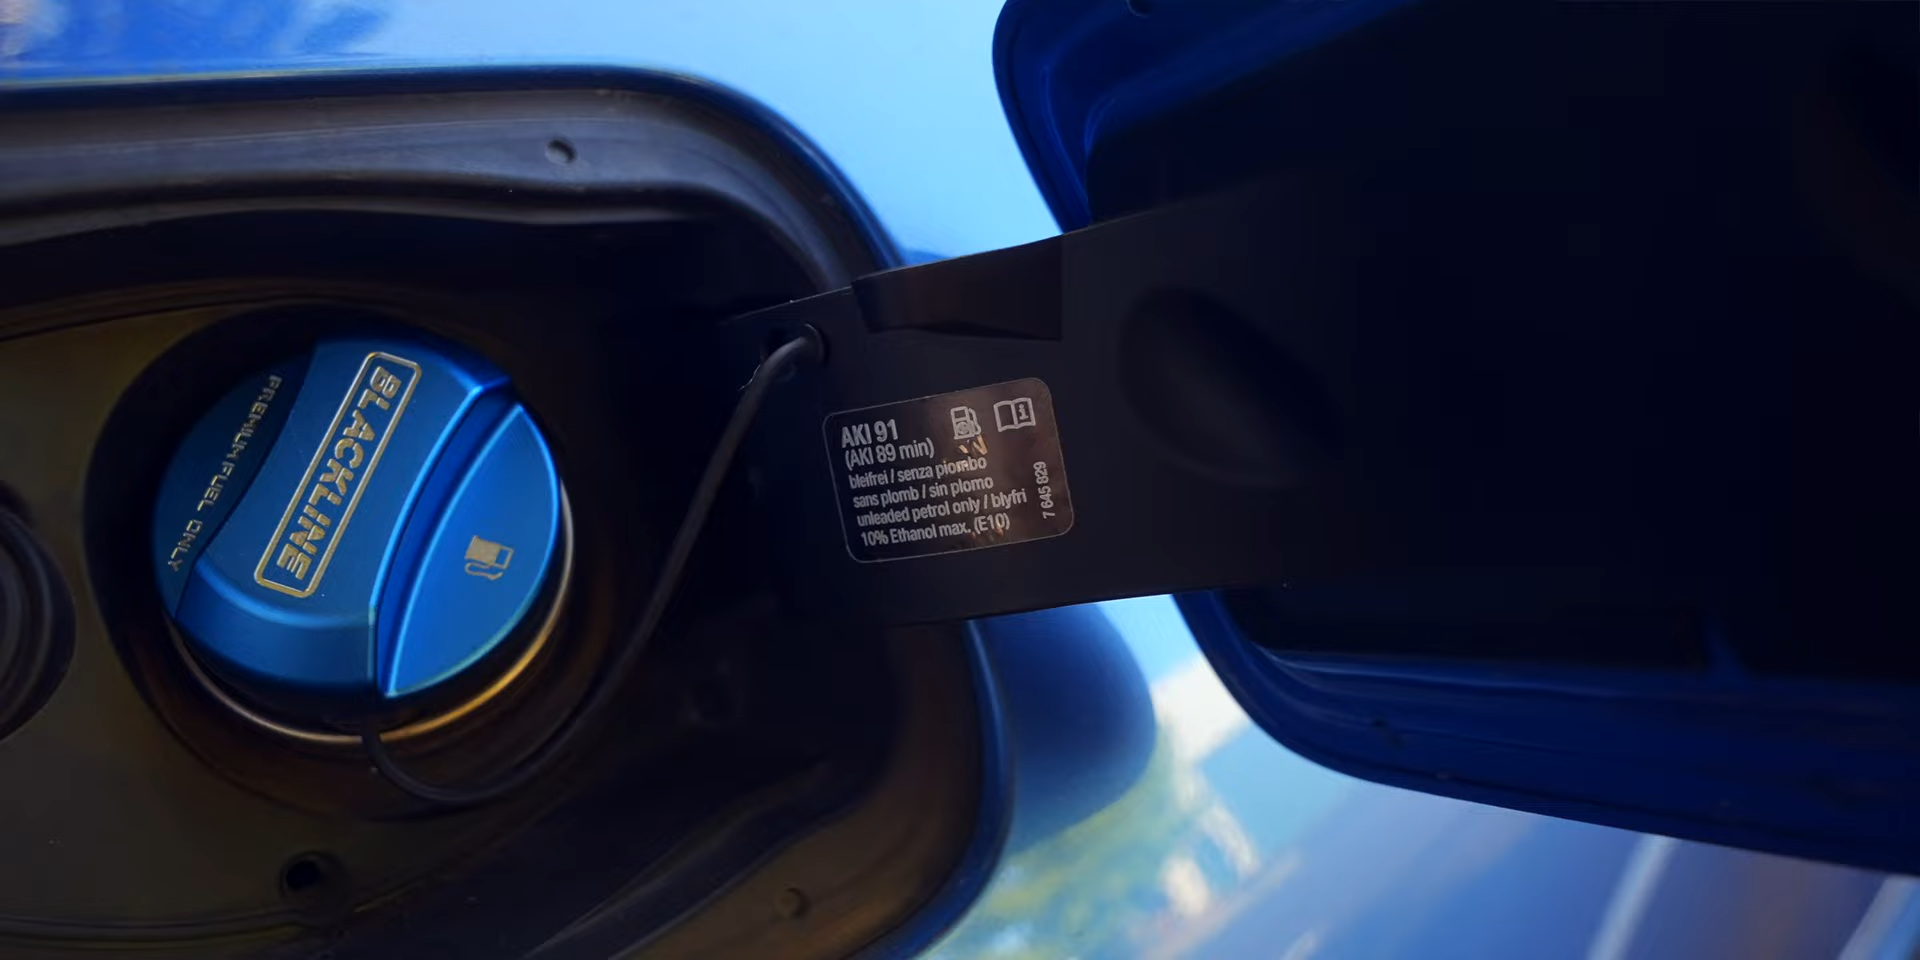 PREMIUM FUEL ONLY
BLACKLINE
AKI 91
(AKI 89 min)
bleifrei / senza piombo
sans plomb / sin plomo
unleaded petrol only / blyfri
10% Ethanol max. (E10)
7 645 829